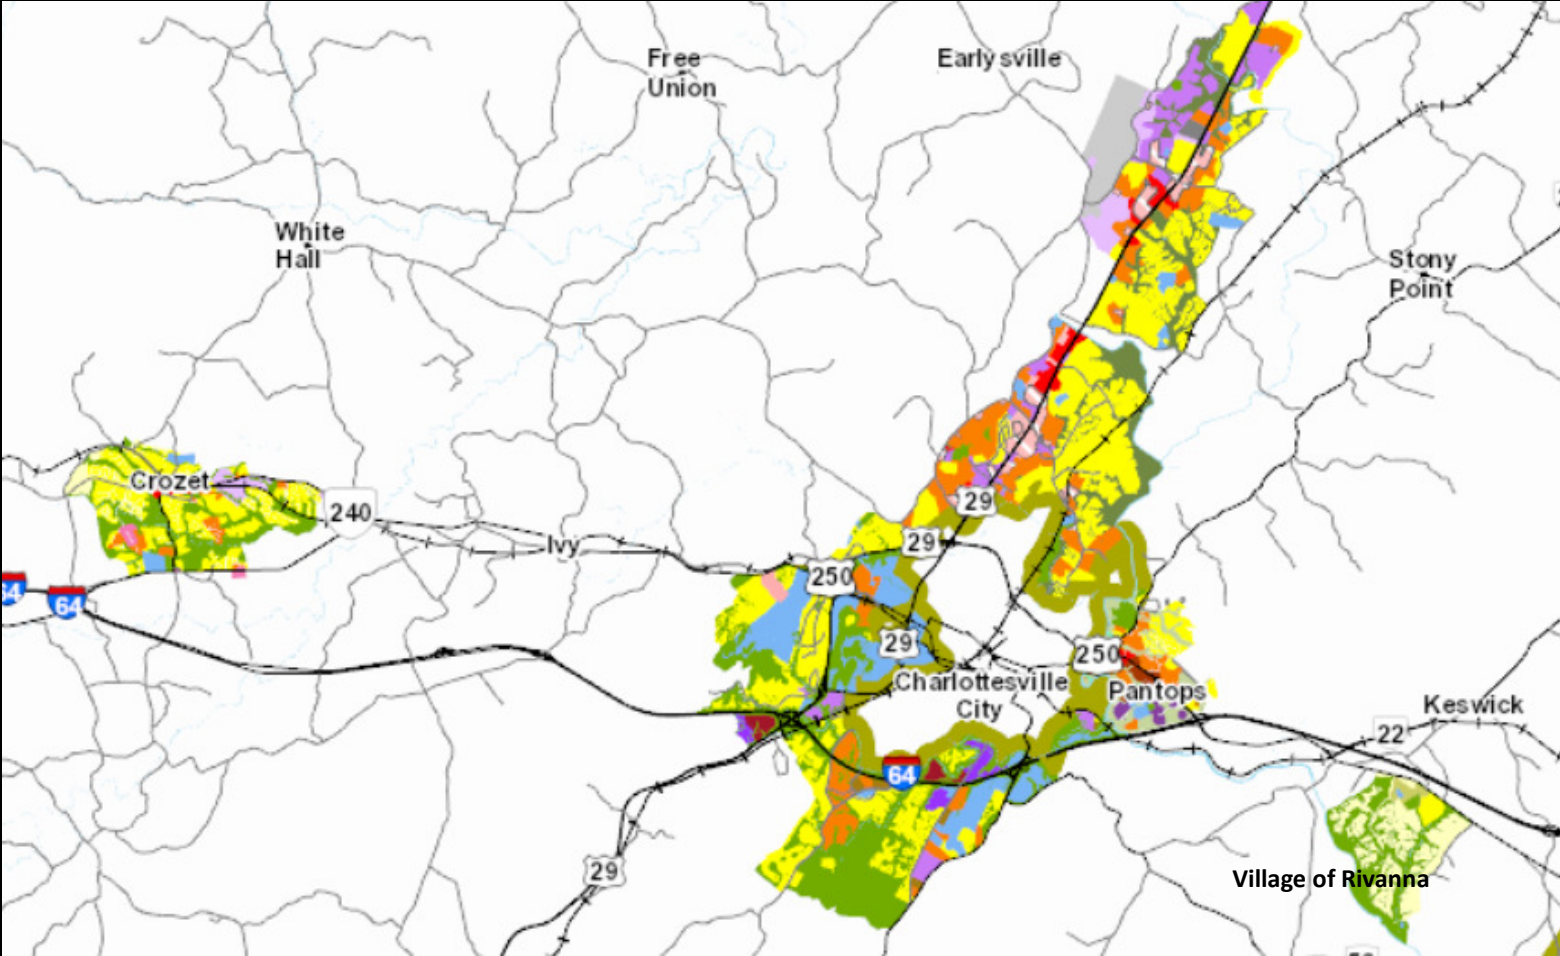 Free
Union
Earlysville
White
Hall
Stony
Point
Crozet
240
29
Ivy
29
250
64
64
29
250
Charlottesville
City
Pantops
Keswick
22
64
29
Village of Rivanna